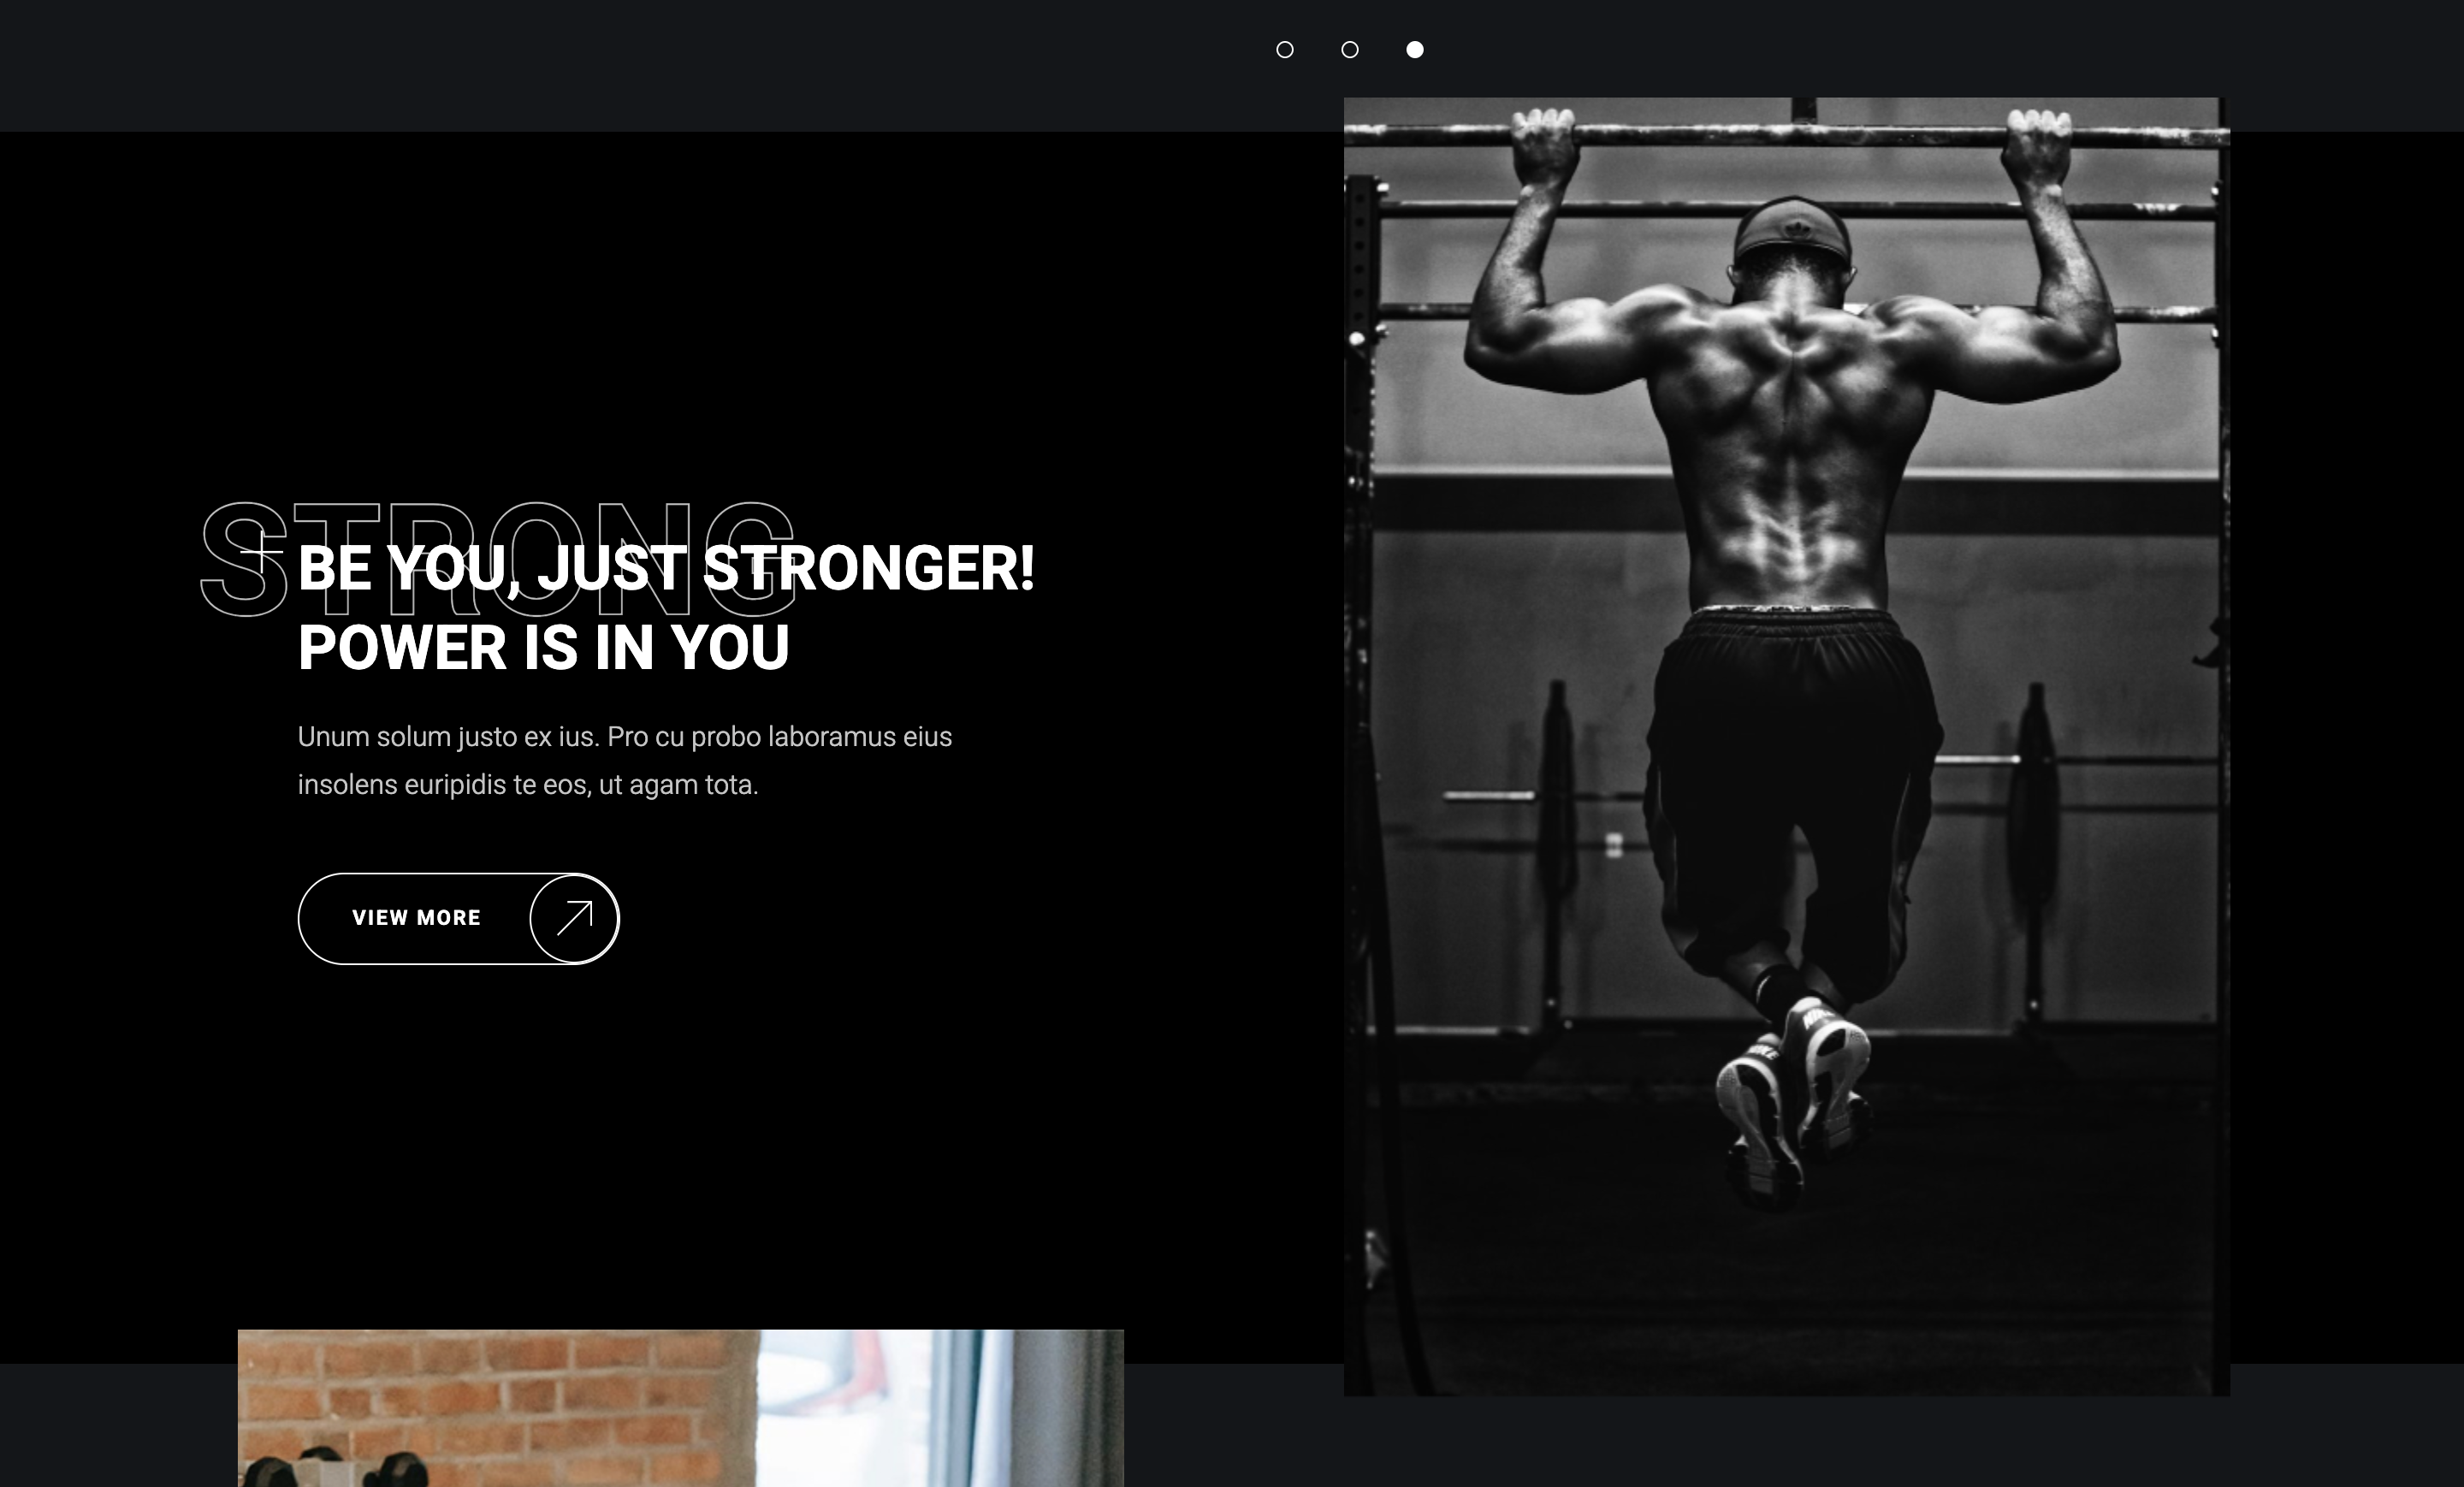 STRONG
BE YOU, JUST STRONGER!
POWER IS IN YOU
Unum solum justo ex ius. Pro cu probo laboramus eius
insolens euripidis te eos, ut agam tota.
VIEW MORE
NIKE